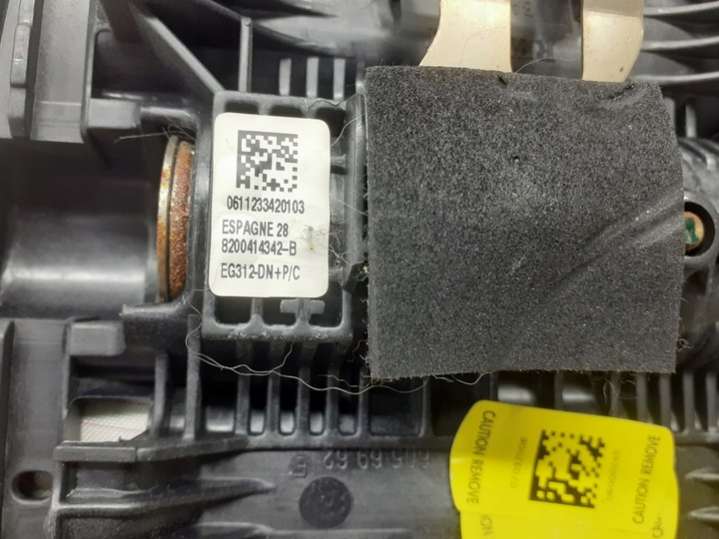 0611233420103
ESPAGNE 28
8200414342-B
EG312-DN+P/C
CAUTION REMOVE
CAUTION REMOVE